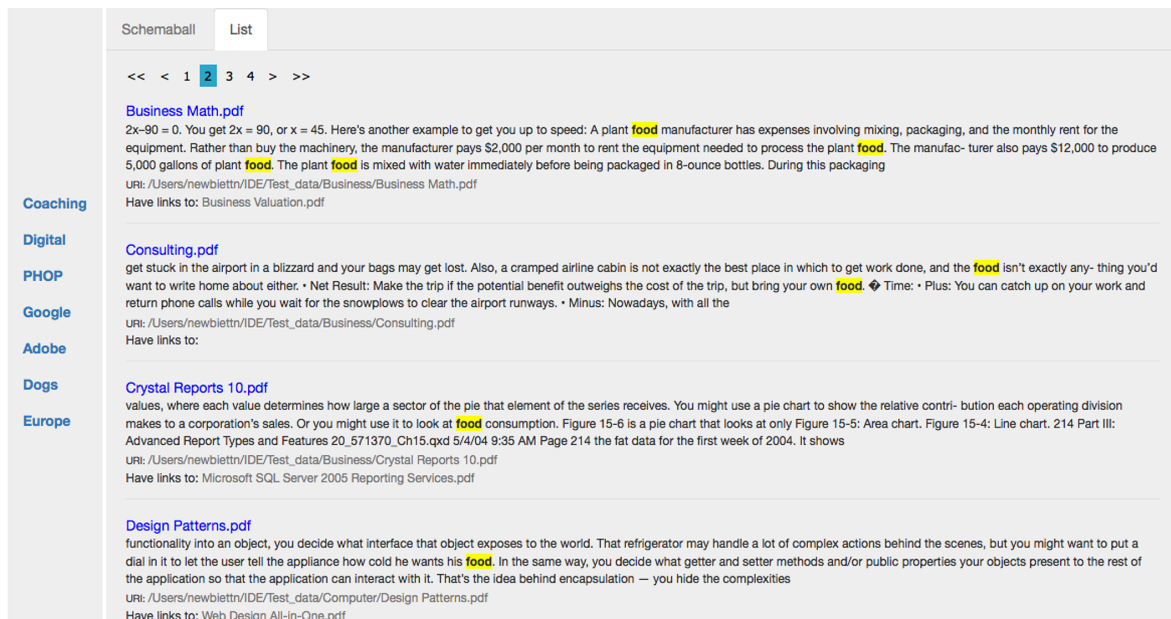 Schemaball
List
<< < 1 2 3 4 > >>
Coaching
Digital
PHOP
Google
Adobe
Dogs
Europe
Business Math.pdf
2x–90 = 0. You get 2x = 90, or x = 45. Here's another example to get you up to speed: A plant food manufacturer has expenses involving mixing, packaging, and the monthly rent for the
equipment. Rather than buy the machinery, the manufacturer pays $2,000 per month to rent the equipment needed to process the plant food. The manufac- turer also pays $12,000 to produce
5,000 gallons of plant food. The plant food is mixed with water immediately before being packaged in 8-ounce bottles. During this packaging
URI: /Users/newbiettn/IDE/Test_data/Business/Business Math.pdf
Have links to: Business Valuation.pdf
Consulting.pdf
get stuck in the airport in a blizzard and your bags may get lost. Also, a cramped airline cabin is not exactly the best place in which to get work done, and the food isn't exactly any- thing you'd
want to write home about either. • Net Result: Make the trip if the potential benefit outweighs the cost of the trip, but bring your own food. � Time: • Plus: You can catch up on your work and
return phone calls while you wait for the snowplows to clear the airport runways. • Minus: Nowadays, with all the
URI: /Users/newbiettn/IDE/Test_data/Business/Consulting.pdf
Have links to:
Crystal Reports 10.pdf
values, where each value determines how large a sector of the pie that element of the series receives. You might use a pie chart to show the relative contri- bution each operating division
makes to a corporation's sales. Or you might use it to look at food consumption. Figure 15-6 is a pie chart that looks at only Figure 15-5: Area chart. Figure 15-4: Line chart. 214 Part III:
Advanced Report Types and Features 20_571370_Ch15.qxd 5/4/04 9:35 AM Page 214 the fat data for the first week of 2004. It shows
URI: /Users/newbiettn/IDE/Test_data/Business/Crystal Reports 10.pdf
Have links to: Microsoft SQL Server 2005 Reporting Services.pdf
Design Patterns.pdf
functionality into an object, you decide what interface that object exposes to the world. That refrigerator may handle a lot of complex actions behind the scenes, but you might want to put a
dial in it to let the user tell the appliance how cold he wants his food. In the same way, you decide what getter and setter methods and/or public properties your objects present to the rest of
the application so that the application can interact with it. That's the idea behind encapsulation — you hide the complexities
URI: /Users/newbiettn/IDE/Test_data/Computer/Design Patterns.pdf
Have links to: Web Design All-in-One.pdf